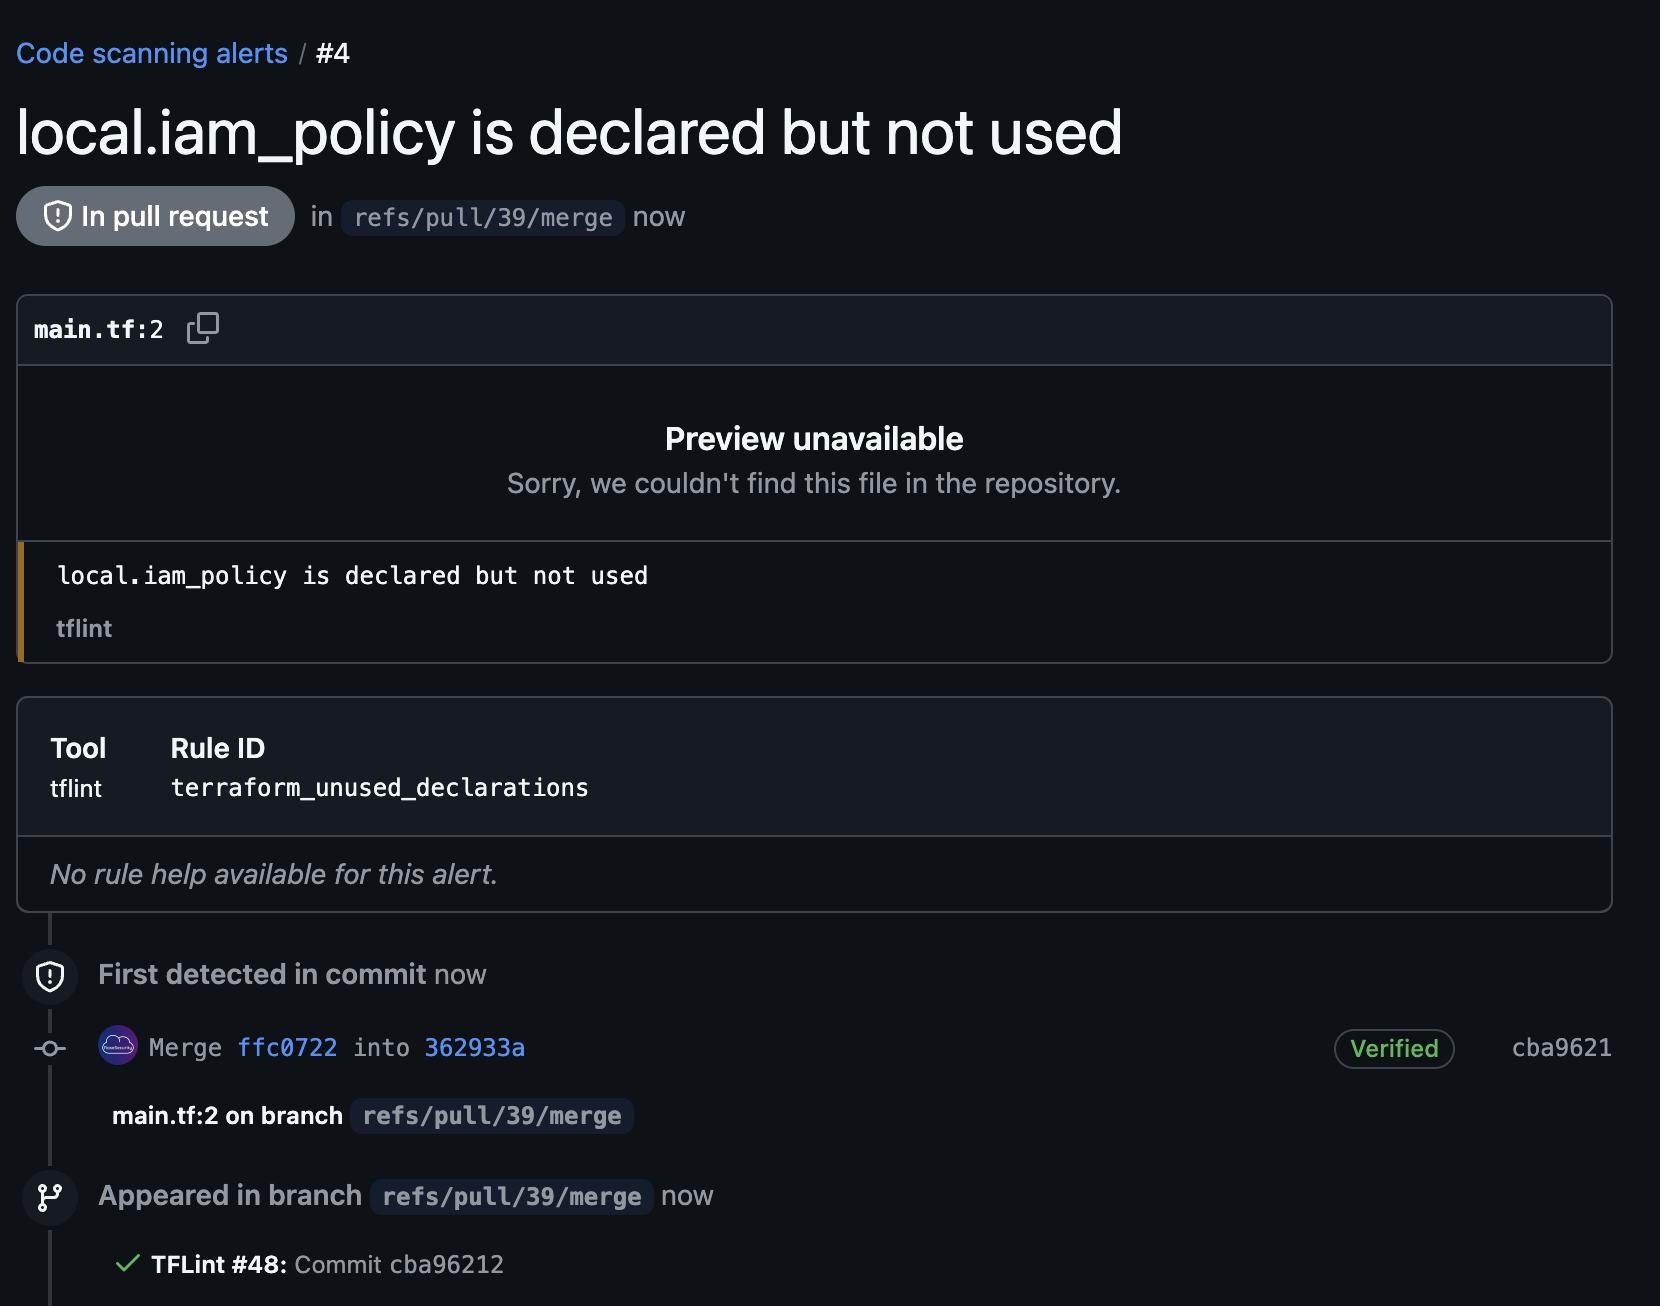 Code scanning alerts / #4
local.iam_policy is declared but not used
In pull request in refs/pull/39/merge now
main.tf:2
Preview unavailable
Sorry, we couldn't find this file in the repository.
local.iam_policy is declared but not used
tflint
Tool Rule ID
tflint terraform_unused_declarations
No rule help available for this alert.
First detected in commit now
Merge ffc0722 into 362933a Verified cba9621
main.tf:2 on branch refs/pull/39/merge
Appeared in branch refs/pull/39/merge now
TFLint #48: Commit cba96212